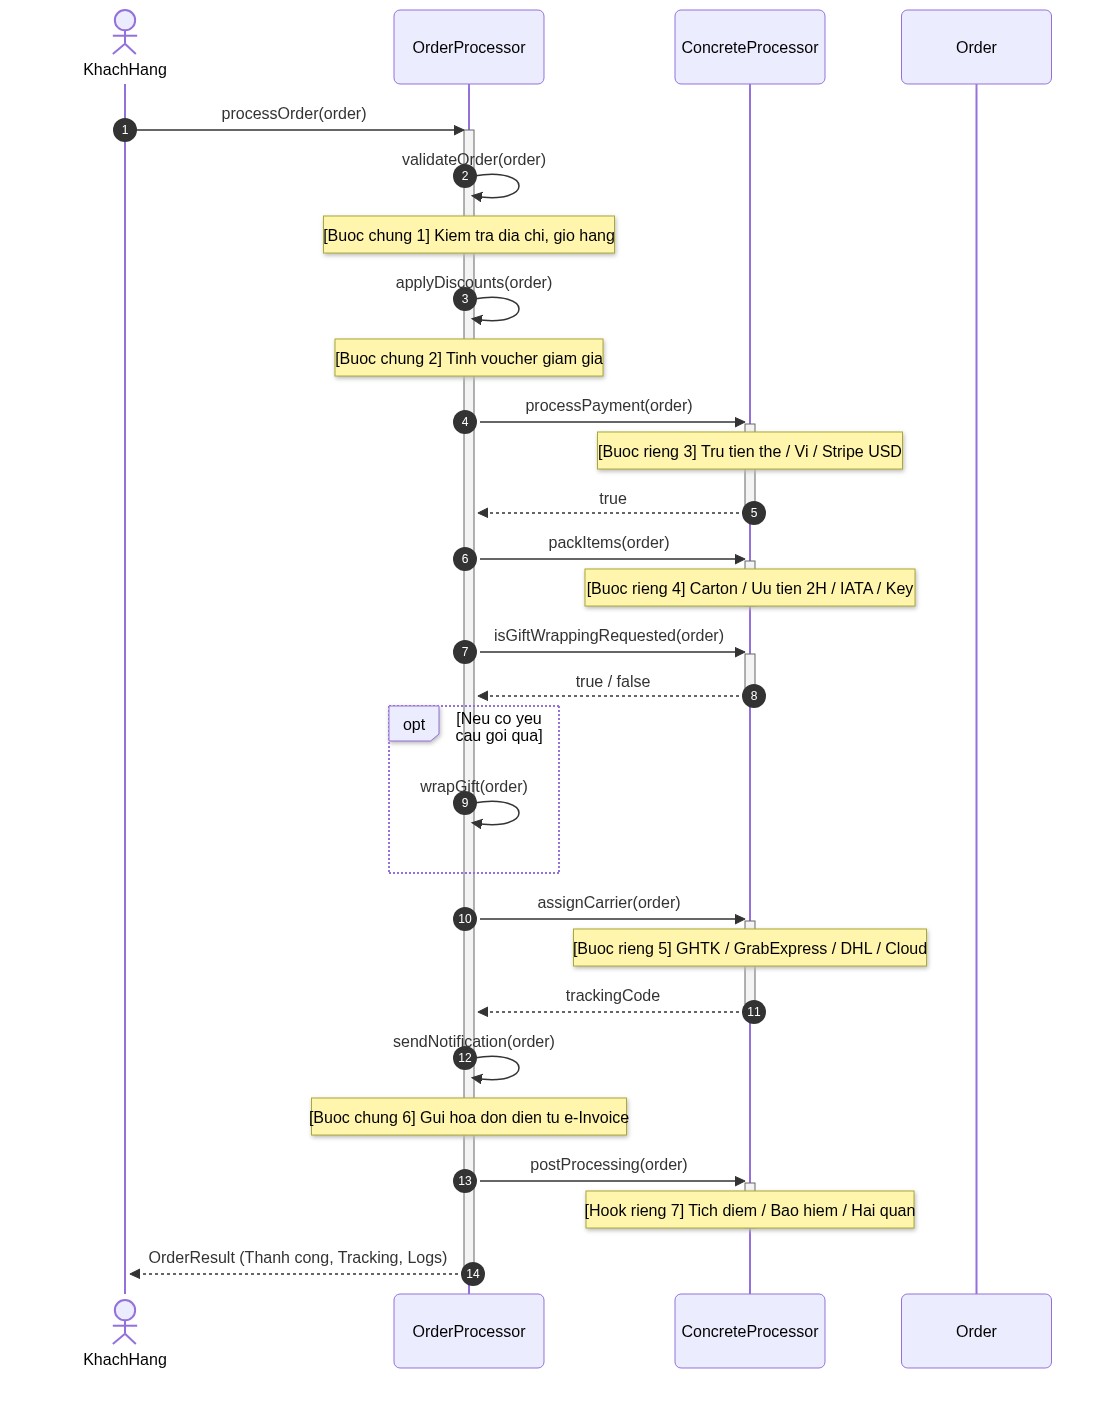 KhachHang
OrderProcessor
ConcreteProcessor
Order
processOrder(order)
1
validateOrder(order)
2
[Buoc chung 1] Kiem tra dia chi, gio hang
applyDiscounts(order)
3
[Buoc chung 2] Tinh voucher giam gia
processPayment(order)
4
[Buoc rieng 3] Tru tien the / Vi / Stripe USD
true
5
packItems(order)
6
[Buoc rieng 4] Carton / Uu tien 2H / IATA / Key
isGiftWrappingRequested(order)
7
true / false
8
opt
[Neu co yeu
cau goi qua]
wrapGift(order)
9
assignCarrier(order)
10
[Buoc rieng 5] GHTK / GrabExpress / DHL / Cloud
trackingCode
11
sendNotification(order)
12
[Buoc chung 6] Gui hoa don dien tu e-Invoice
postProcessing(order)
13
[Hook rieng 7] Tich diem / Bao hiem / Hai quan
OrderResult (Thanh cong, Tracking, Logs)
14
KhachHang
OrderProcessor
ConcreteProcessor
Order